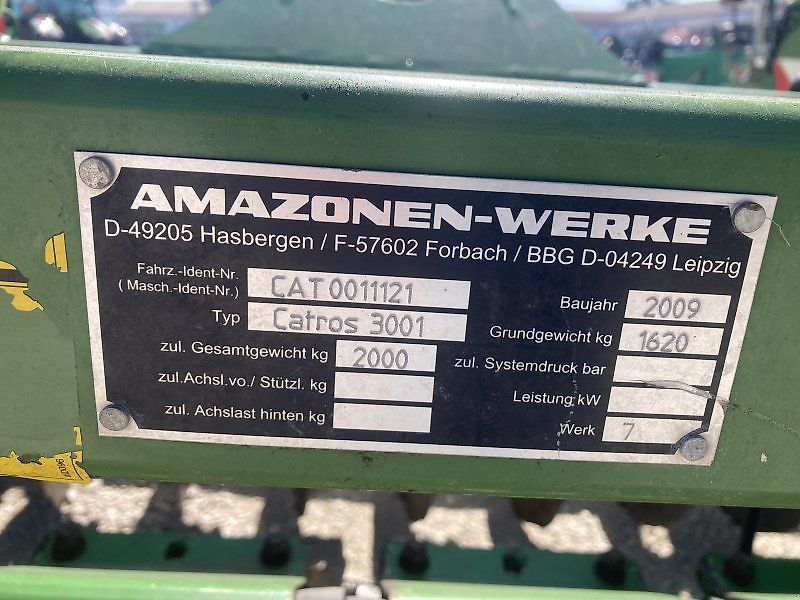 AMAZONEN-WERKE
D-49205 Hasbergen / F-57602 Forbach / BBG D-04249 Leipzig
Fahrz.-Ident-Nr.
( Masch.-Ident-Nr.) CAT0011121
Baujahr 2009
Typ Catros 3001
Grundgewicht kg 1620
zul. Gesamtgewicht kg 2000
zul. Systemdruck bar
zul.Achsl.vo./ Stützl. kg
Leistung kW
zul. Achslast hinten kg
Werk 7